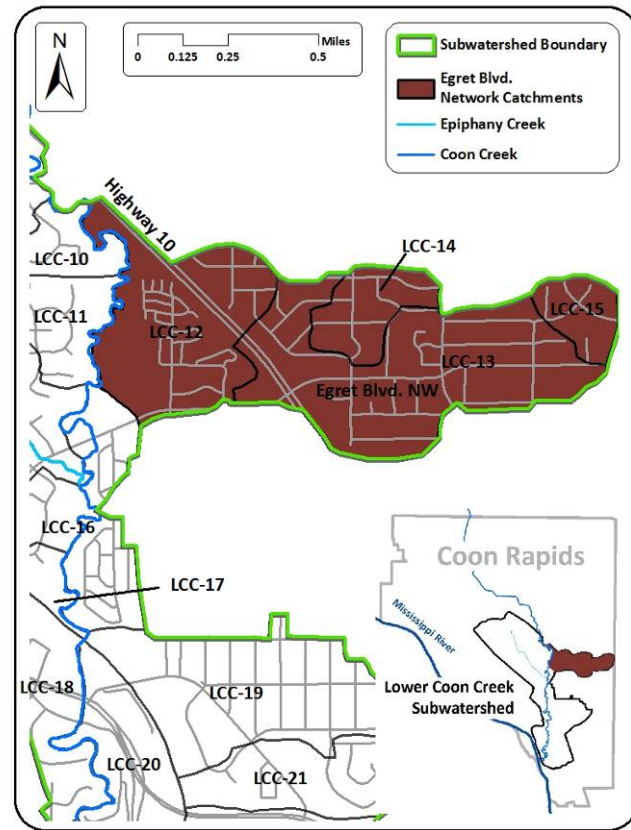 N
Miles
0 0.125 0.25 0.5
Subwatershed Boundary
Egret Blvd.
Network Catchments
Epiphany Creek
Coon Creek
Highway 10
LCC-10
LCC-14
LCC-11
LCC-12
LCC-15
LCC-13
Egret Blvd. NW
LCC-16
LCC-17
LCC-18
LCC-19
LCC-20
LCC-21
Coon Rapids
Mississippi River
Lower Coon Creek
Subwatershed